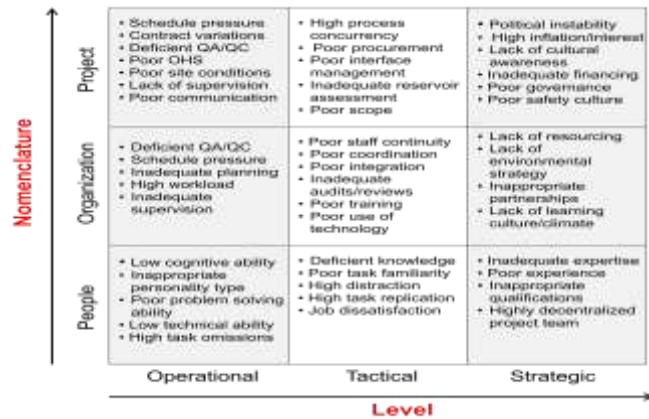 Nomenclature
Project
• Schedule pressure
• Contract variations
• Deficient QA/QC
• Poor OHS
• Poor site conditions
• Lack of supervision
• Poor communication
• High process
concurrency
• Poor procurement
• Poor interface
management
• Inadequate reservoir
assessment
• Poor scope
• Political instability
• High inflation/interest
• Lack of cultural
awareness
• Inadequate financing
• Poor governance
• Poor safety culture
Organization
• Deficient QA/QC
• Schedule pressure
• Inadequate planning
• High workload
• Inadequate
supervision
• Poor staff continuity
• Poor coordination
• Poor integration
• Inadequate
audits/reviews
• Poor training
• Poor use of
technology
• Lack of resourcing
• Lack of
environmental
strategy
• Inappropriate
partnerships
• Lack of learning
culture/climate
People
• Low cognitive ability
• Inappropriate
personality type
• Poor problem solving
ability
• Low technical ability
• High task omissions
• Deficient knowledge
• Poor task familiarity
• High distraction
• High task replication
• Job dissatisfaction
• Inadequate expertise
• Poor experience
• Inappropriate
qualifications
• Highly decentralized
project team
Operational
Tactical
Strategic
Level